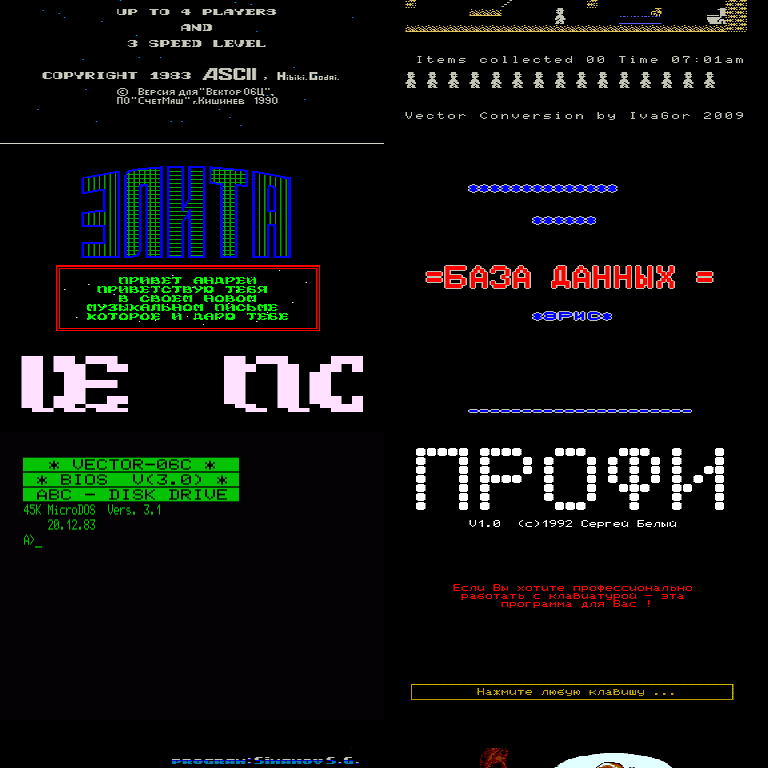 UP TO 4 PLAYERS
AND
3 SPEED LEVEL
COPYRIGHT 1983 ASCII , Hibiki.Godai.
© Версия для"Вектор 06Ц".
ПО"СчетМаш",г.Кишинев 1990
Items collected 00 Time 07:01am
Vector Conversion by IvaGor 2009
ЭЛИТА
ПРИВЕТ АНДРЕЙ
ПРИВЕТСТВУЮ ТЕБЯ
В СВОЕМ НОВОМ
МУЗЫКАЛЬНОМ ПИСЬМЕ
КОТОРОЕ Я ДАРЮ ТЕБЕ
=БАЗА ДАННЫХ =
*ЭРИС*
* VECTOR-06C *
* BIOS V(3.0) *
ABC - DISK DRIVE
45K MicroDOS Vers. 3.1
20.12.83
A>_
ПРОФИ
V1.0 (c)1992 Сергей Белый
Если Вы хотите профессионально
работать с клавиатурой - эта
программа для Вас !
Нажмите любую клавишу ...
PROGRAM:Simanov S.G.